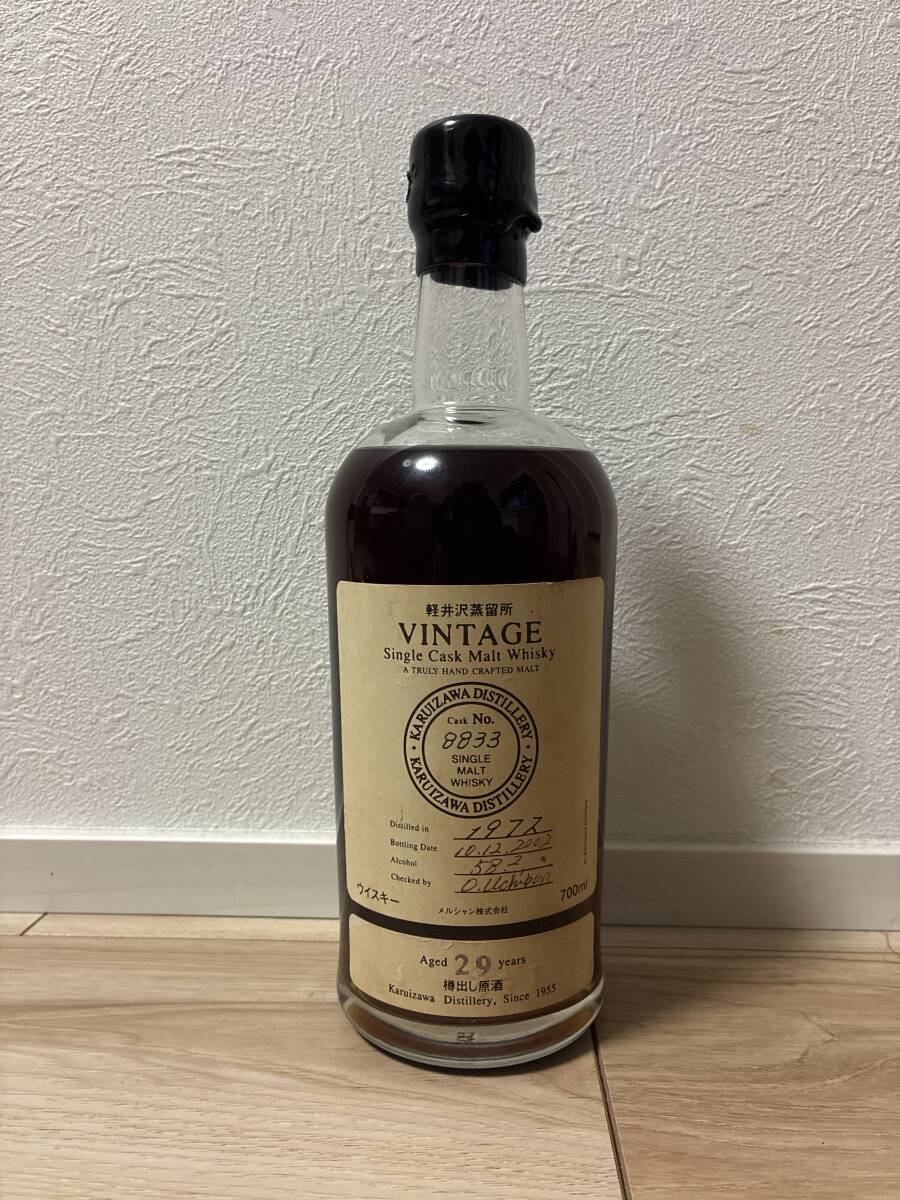 軽井沢蒸留所
VINTAGE
Single Cask Malt Whisky
A TRULY HAND CRAFTED MALT
· KARUIZAWA DISTILLERY ·
Cask No.
8833
SINGLE
MALT
WHISKY
KARUIZAWA DISTILLERY
Distilled in 1972
Bottling Date 10.12.2002
Alcohol 58.2 %
Checked by O.Uchibori
ウイスキー
700ml
メルシャン株式会社
Aged 29 years
樽出し原酒
Karuizawa Distillery, Since 1955